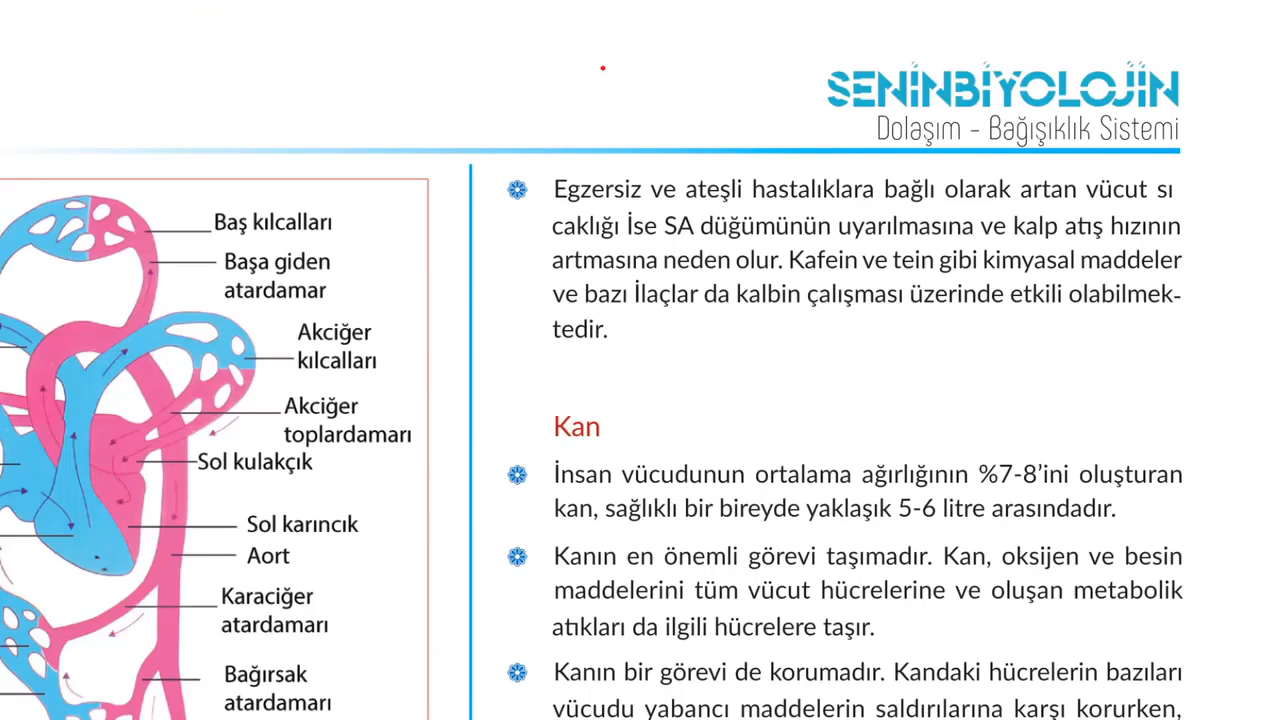 SENİNBİYOLOJİN
Dolaşım - Bağışıklık Sistemi
Baş kılcalları
Başa giden
atardamar
Akciğer
kılcalları
Akciğer
toplardamarı
Sol kulakçık
Sol karıncık
Aort
Karaciğer
atardamarı
Bağırsak
atardamarı
Egzersiz ve ateşli hastalıklara bağlı olarak artan vücut sı
caklığı İse SA düğümünün uyarılmasına ve kalp atış hızının
artmasına neden olur. Kafein ve tein gibi kimyasal maddeler
ve bazı İlaçlar da kalbin çalışması üzerinde etkili olabilmek-
tedir.
Kan
İnsan vücudunun ortalama ağırlığının %7-8’ini oluşturan
kan, sağlıklı bir bireyde yaklaşık 5-6 litre arasındadır.
Kanın en önemli görevi taşımadır. Kan, oksijen ve besin
maddelerini tüm vücut hücrelerine ve oluşan metabolik
atıkları da ilgili hücrelere taşır.
Kanın bir görevi de korumadır. Kandaki hücrelerin bazıları
vücudu yabancı maddelerin saldırılarına karşı korurken,